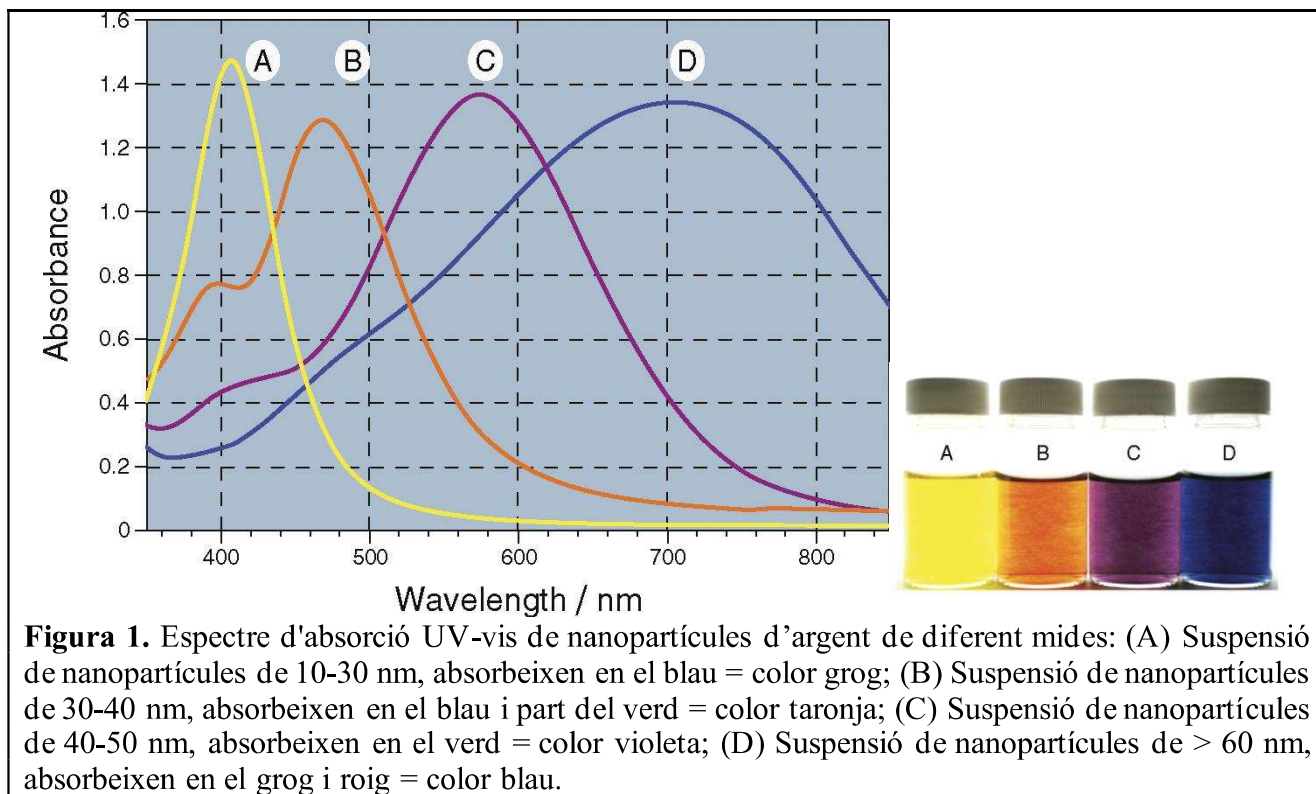 1.6
1.4
1.2
1.0
0.8
0.6
0.4
0.2
0
Absorbance
A
B
C
D
400
500
600
700
800
Wavelength / nm
A
B
C
D
Figura 1. Espectre d'absorció UV-vis de nanopartícules d’argent de diferent mides: (A) Suspensió
de nanopartícules de 10-30 nm, absorbeixen en el blau = color grog; (B) Suspensió de nanopartícules
de 30-40 nm, absorbeixen en el blau i part del verd = color taronja; (C) Suspensió de nanopartícules
de 40-50 nm, absorbeixen en el verd = color violeta; (D) Suspensió de nanopartícules de > 60 nm,
absorbeixen en el grog i roig = color blau.